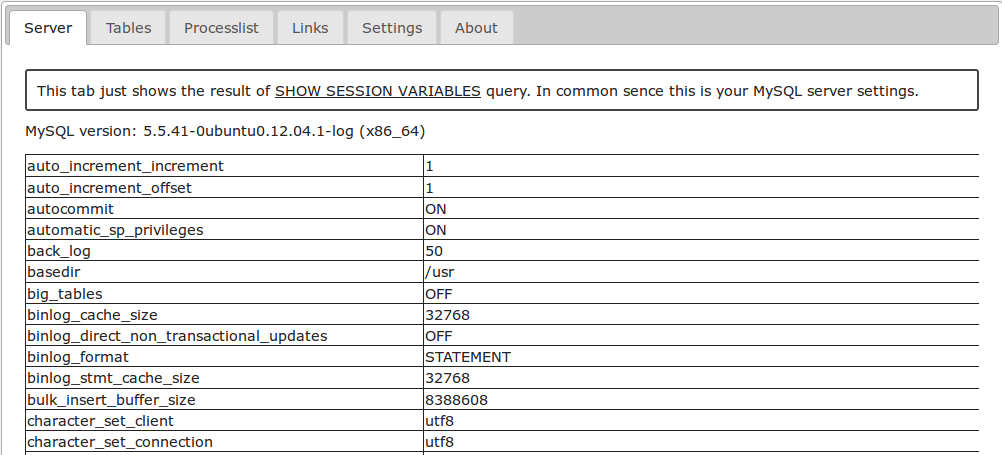 Server Tables Processlist Links Settings About
This tab just shows the result of SHOW SESSION VARIABLES query. In common sence this is your MySQL server settings.
MySQL version: 5.5.41-0ubuntu0.12.04.1-log (x86_64)
auto_increment_increment 1
auto_increment_offset 1
autocommit ON
automatic_sp_privileges ON
back_log 50
basedir /usr
big_tables OFF
binlog_cache_size 32768
binlog_direct_non_transactional_updates OFF
binlog_format STATEMENT
binlog_stmt_cache_size 32768
bulk_insert_buffer_size 8388608
character_set_client utf8
character_set_connection utf8